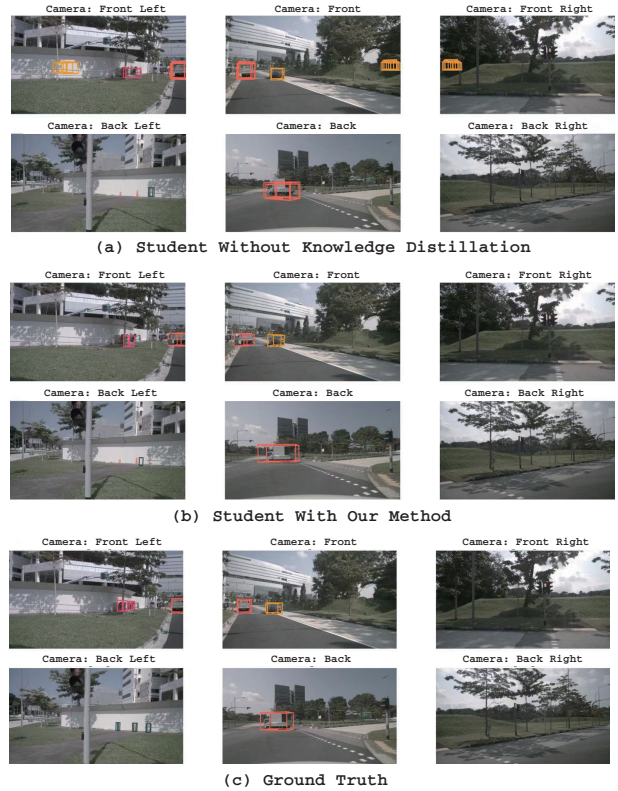 Camera: Front Left
Camera: Front
Camera: Front Right
Camera: Back Left
Camera: Back
Camera: Back Right
(a) Student Without Knowledge Distillation
Camera: Front Left
Camera: Front
Camera: Front Right
Camera: Back Left
Camera: Back
Camera: Back Right
(b) Student With Our Method
Camera: Front Left
Camera: Front
Camera: Front Right
Camera: Back Left
Camera: Back
Camera: Back Right
(c) Ground Truth